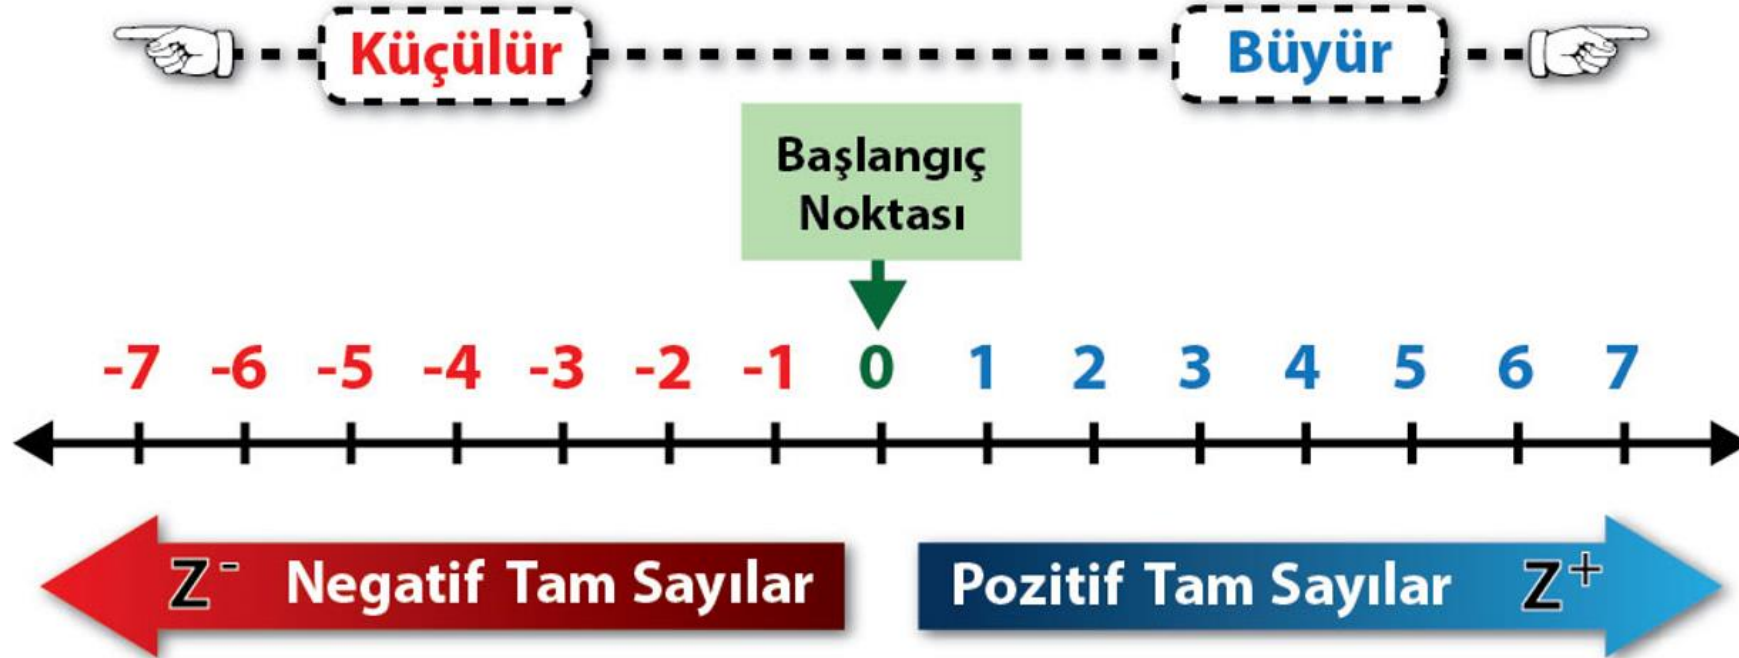 Küçülür Büyür
Başlangıç
Noktası
-7 -6 -5 -4 -3 -2 -1 0 1 2 3 4 5 6 7
Z⁻ Negatif Tam Sayılar Pozitif Tam Sayılar Z⁺